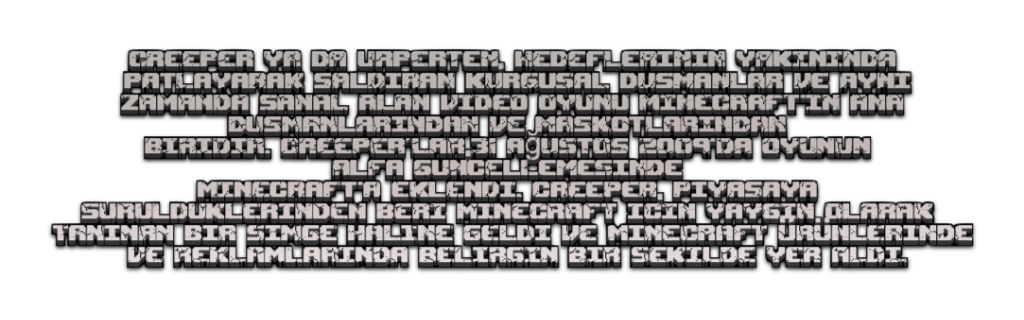 CREEPER YA DA URPERTEN, HEDEFLERININ YAKININDA
PATLAYARAK SALDIRAN KURGUSAL DUSMANLAR VE AYNI
ZAMANDA SANAL ALAN VIDEO OYUNU MINECRAFT'IN ANA
DUSMANLARINDAN VE MASKOTLARINDAN
BIRIDIR. CREEPER'LAR,31 AĞUSTOS 2009'DA OYUNUN
ALFA GUNCELLEMESINDE
MINECRAFT'A EKLENDI. CREEPER, PIYASAYA
SURULDUKLERINDEN BERI MINECRAFT ICIN YAYGIN OLARAK
TANINAN BIR SIMGE HALINE GELDI VE MINECRAFT URUNLERINDE
VE REKLAMLARINDA BELIRGIN BIR SEKILDE YER ALDI.